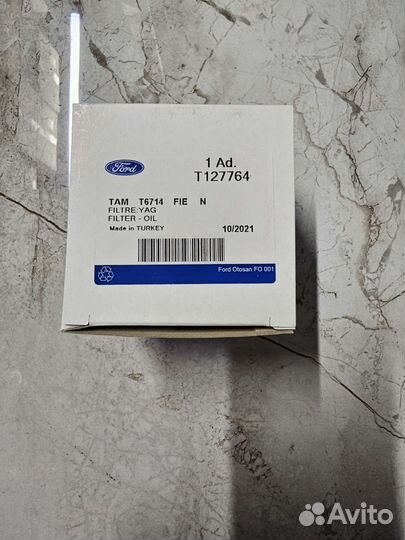 Ford
1 Ad.
T127764
TAM T6714 FIE N
FILTRE:YAG
FILTER - OIL
Made in TURKEY 10/2021
Ford Otosan FO 001
Avito